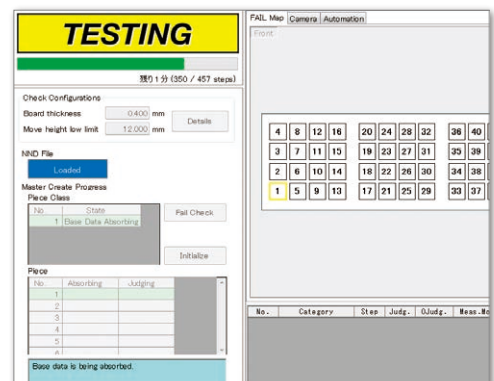 TESTING
残り1分 (350 / 457 steps)
Check Configurations
Board thickness 0.400 mm
Move height low limit 12.000 mm
Details
NND File
Loaded
Master Create Progress
Piece Class
No. State
1 Base Data Absorbing
Fail Check
Initialize
Piece
No. Absorbing Judging
1
2
3
4
5
6
Base data is being absorbed.
FAIL Map Camera Automation
Front
4 8 12 16 20 24 28 32 36 40
3 7 11 15 19 23 27 31 35 39
2 6 10 14 18 22 26 30 34 38
1 5 9 13 17 21 25 29 33 37
No. Category Step Judg. OJudg. Meas.Mo